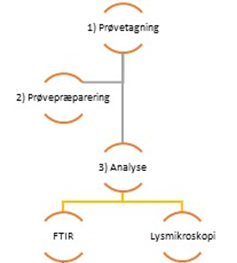 1) Prøvetagning
2) Prøvepræparering
3) Analyse
FTIR
Lysmikroskopi